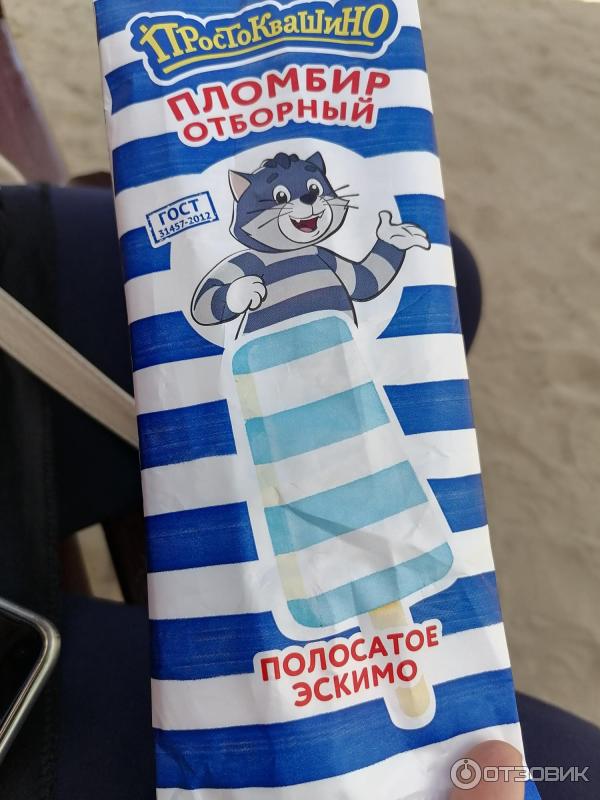 ПРОСТОКВАШИНО
ПЛОМБИР
ОТБОРНЫЙ
ГОСТ
31457-2012
ПОЛОСАТОЕ
ЭСКИМО
ОТЗОВИК